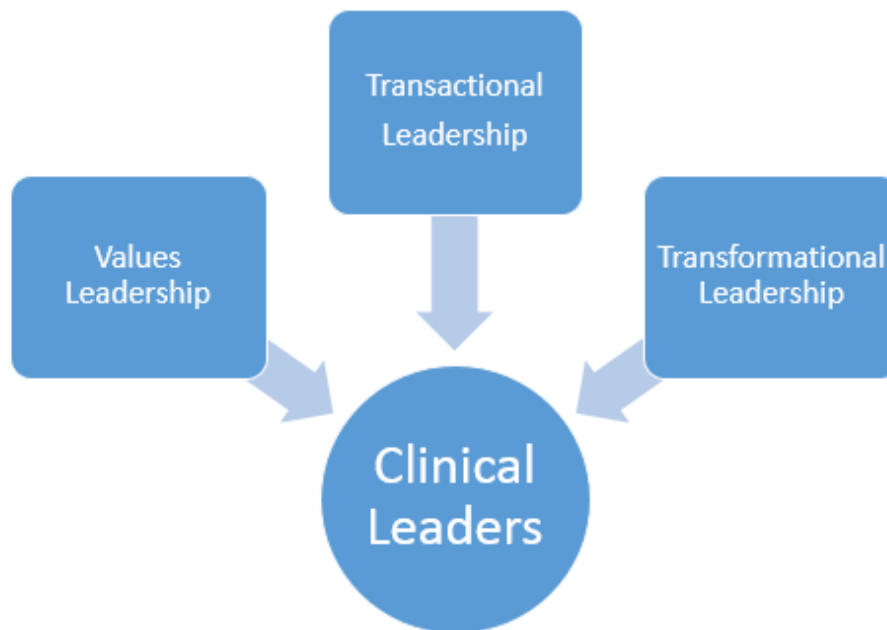 Transactional
Leadership
Values
Leadership
Transformational
Leadership
Clinical
Leaders